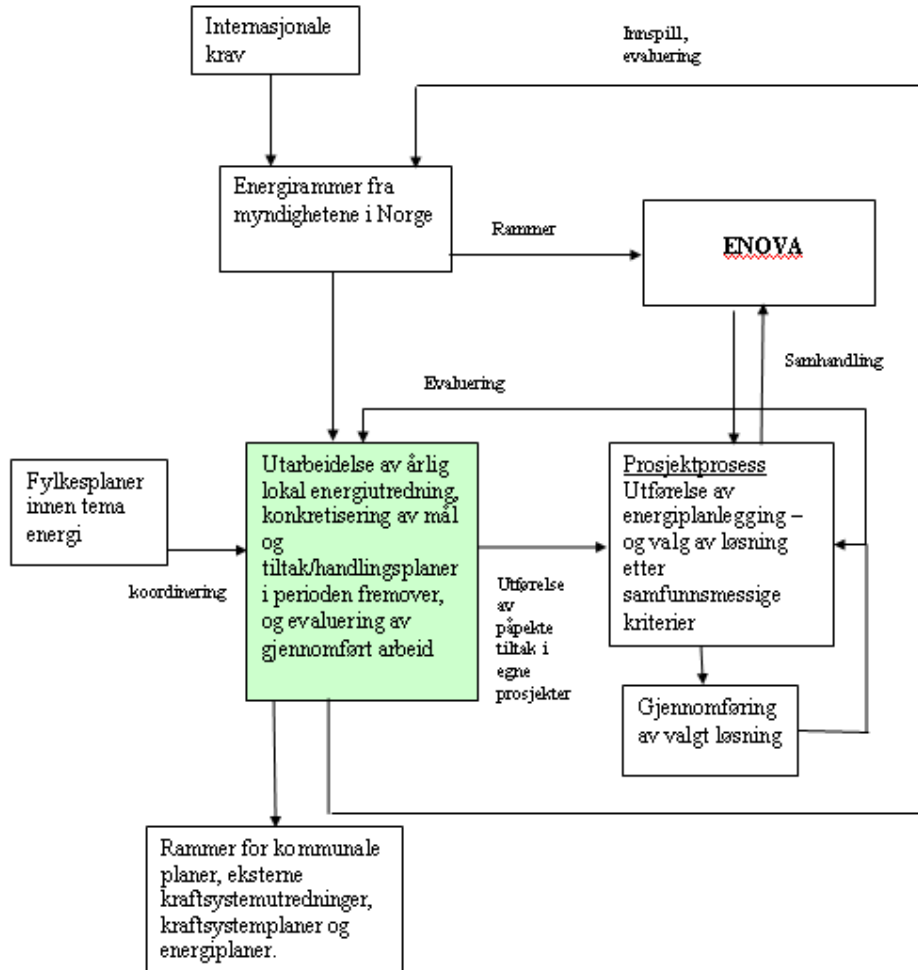 Internasjonale
krav
Innspill,
evaluering
Energirammer fra
myndighetene i Norge
Rammer
ENOVA
Samhandling
Evaluering
Fylkesplaner
innen tema
energi
koordinering
Utarbeidelse av årlig
lokal energiutredning,
konkretisering av mål
og
tiltak/handlingsplaner
i perioden fremover,
og evaluering av
gjennomført arbeid
Utførelse
av
påpekte
tiltak i
egne
prosjekter
Prosjektprosess
Utførelse av
energiplanlegging –
og valg av løsning
etter
samfunnsmessige
kriterier
Gjennomføring
av valgt løsning
Rammer for kommunale
planer, eksterne
kraftsystemutredninger,
kraftsystemplaner og
energiplaner.